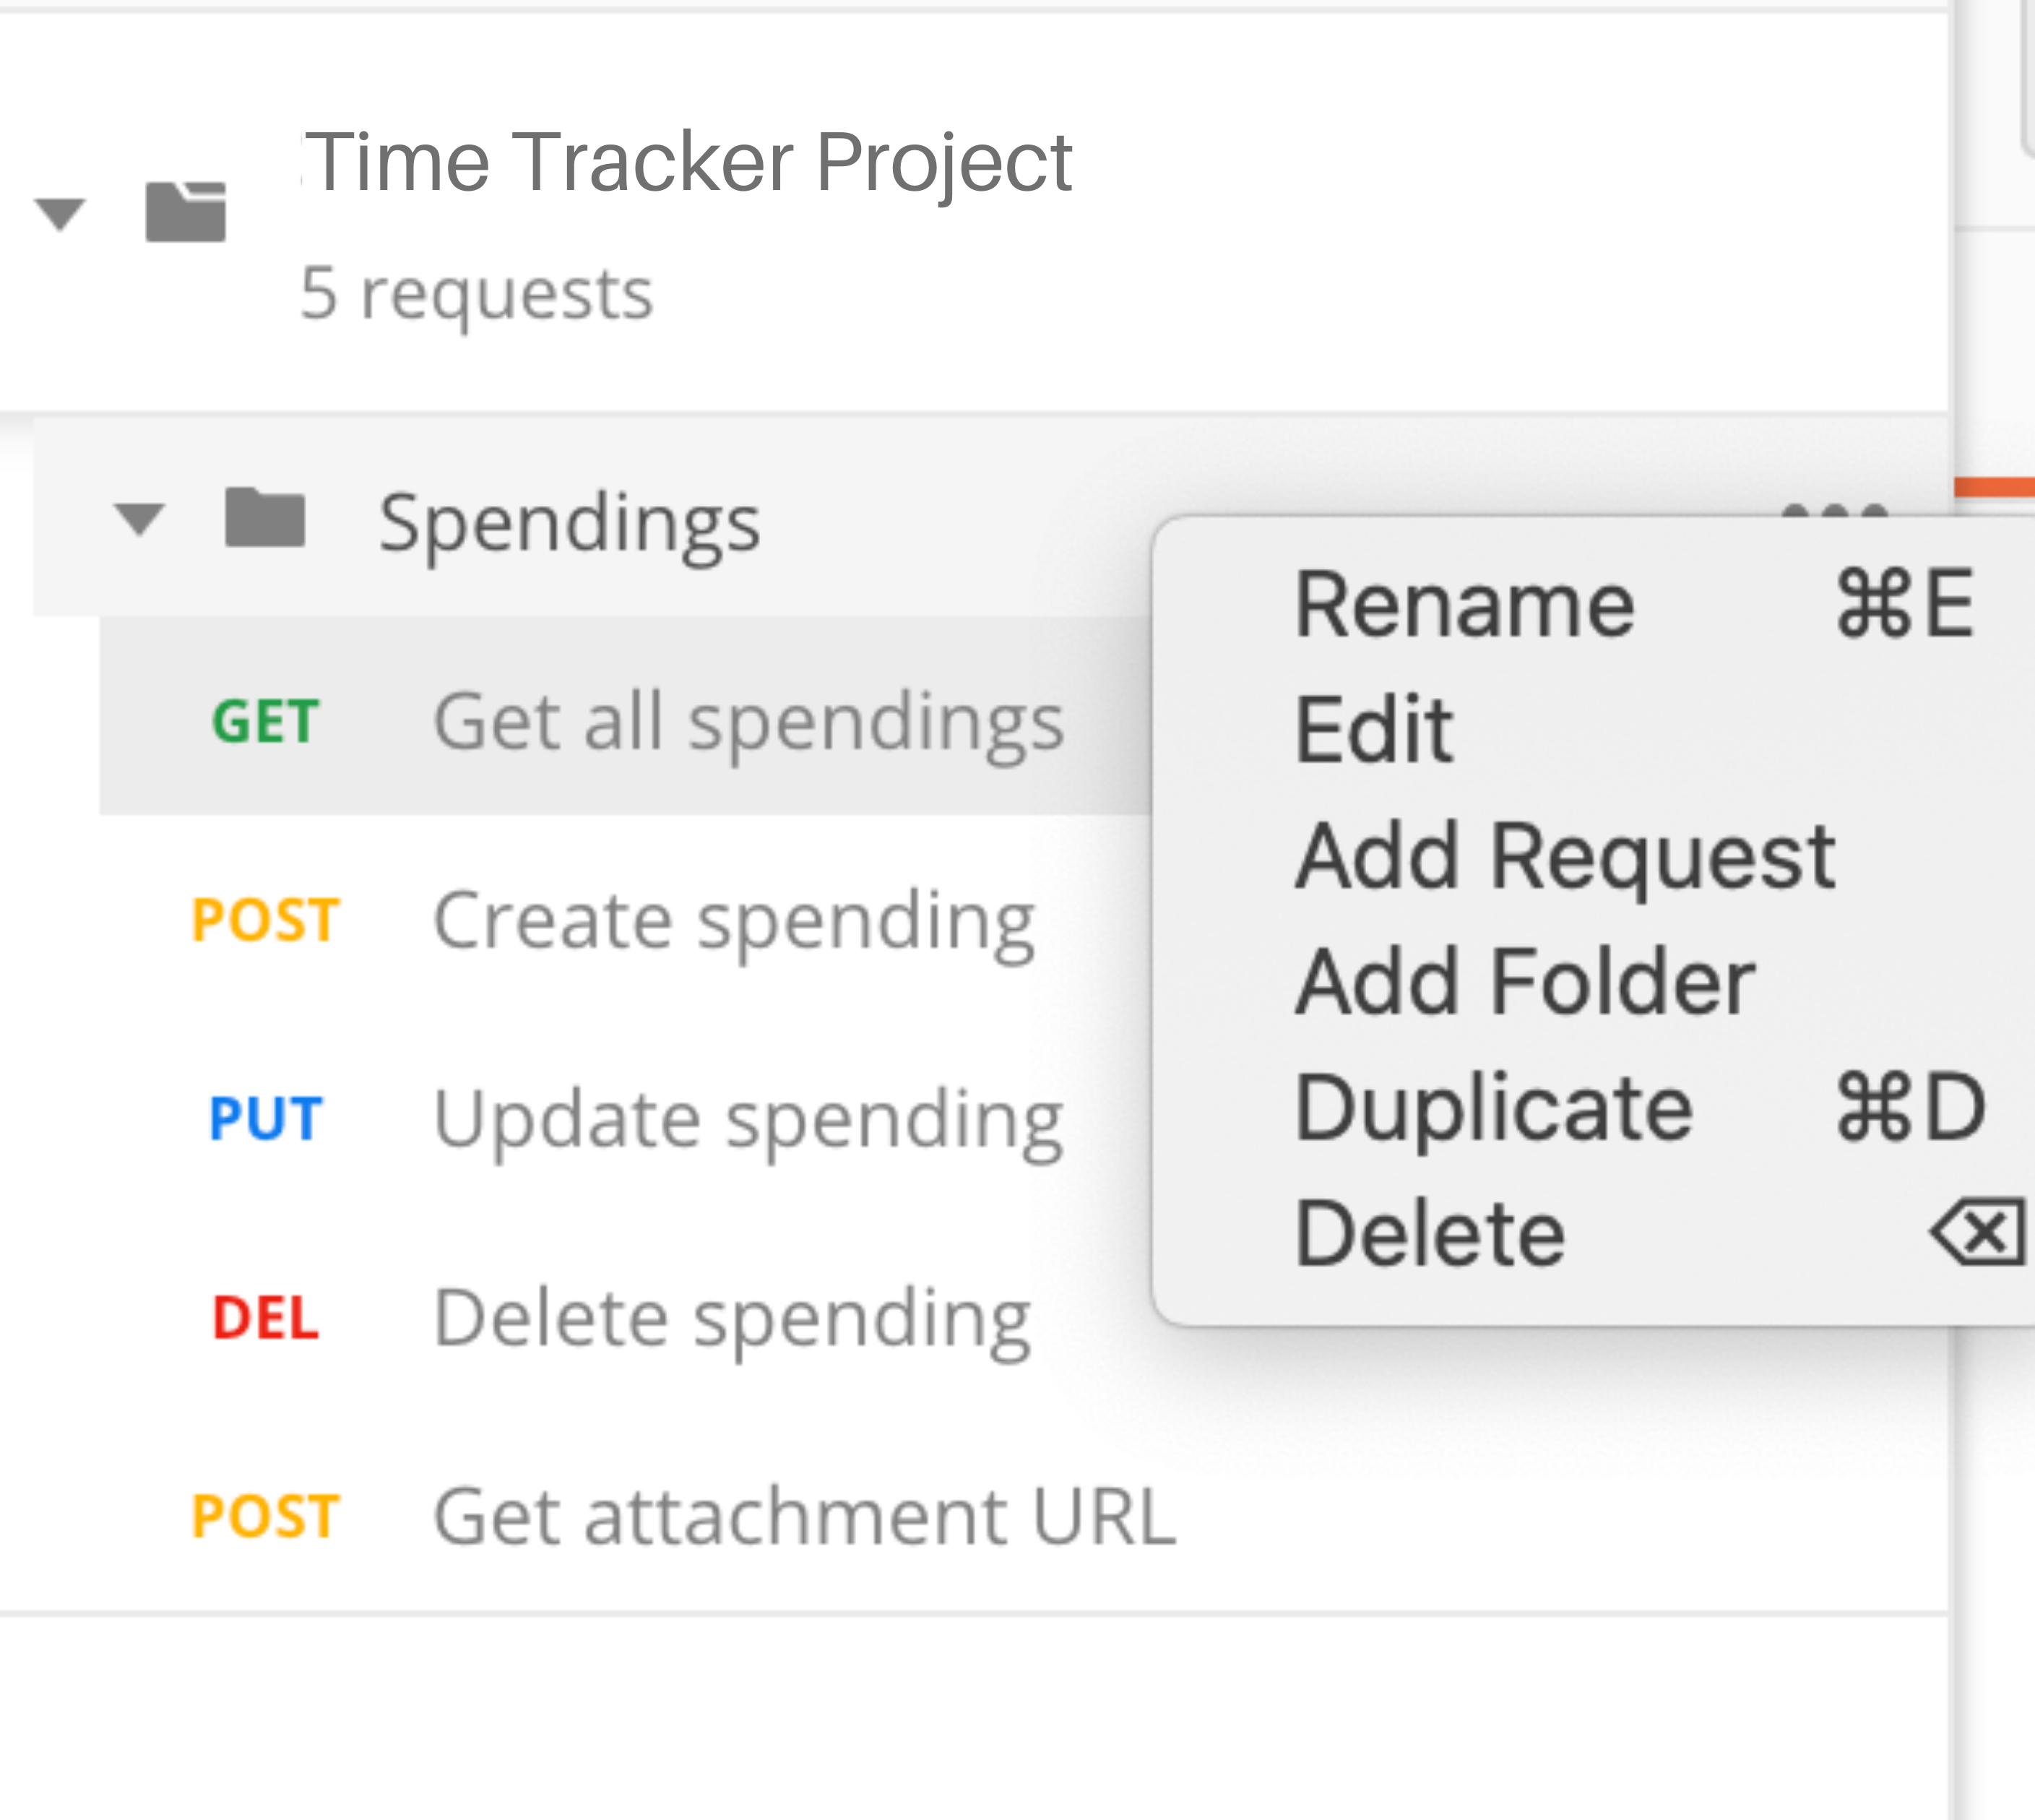 Time Tracker Project
5 requests
Spendings
GET Get all spendings
POST Create spending
PUT Update spending
DEL Delete spending
POST Get attachment URL
Rename ⌘E
Edit
Add Request
Add Folder
Duplicate ⌘D
Delete ⌫